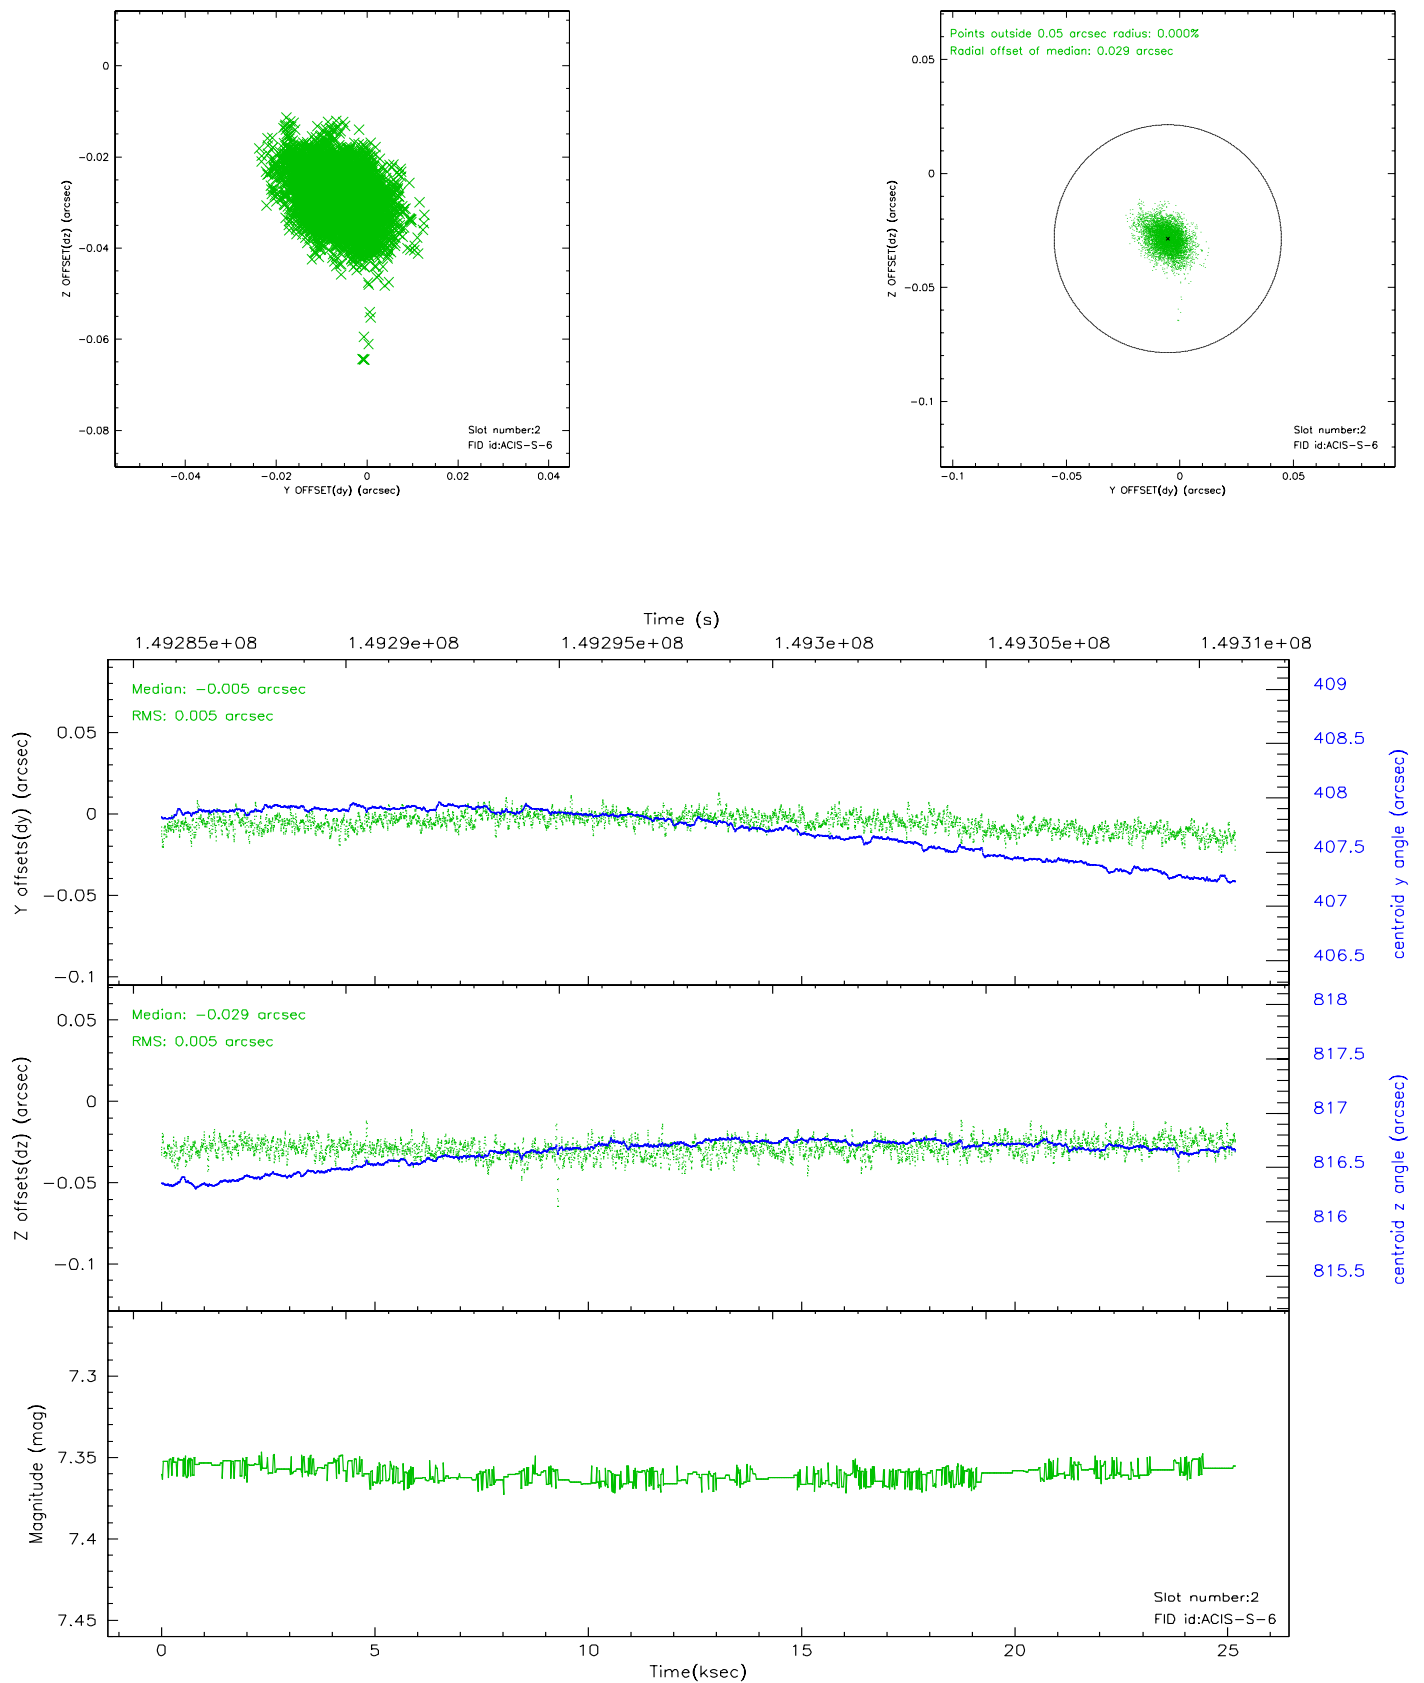 0
−0.02
−0.04
−0.06
−0.08
Z OFFSET(dz) (arcsec)
Slot number:2
FID id:ACIS−S−6
−0.04
−0.02
0
0.02
0.04
Y OFFSET(dy) (arcsec)
Points outside 0.05 arcsec radius: 0.000%
Radial offset of median: 0.029 arcsec
0.05
0
−0.05
−0.1
Z OFFSET(dz) (arcsec)
Slot number:2
FID id:ACIS−S−6
−0.1
−0.05
0
0.05
Y OFFSET(dy) (arcsec)
Time (s)
1.49285e+08
1.4929e+08
1.49295e+08
1.493e+08
1.49305e+08
1.4931e+08
Median: −0.005 arcsec
RMS: 0.005 arcsec
0.05
0
−0.05
−0.1
Y offsets(dy) (arcsec)
409
408.5
408
407.5
407
406.5
centroid y angle (arcsec)
Median: −0.029 arcsec
RMS: 0.005 arcsec
0.05
0
−0.05
−0.1
Z offsets(dz) (arcsec)
818
817.5
817
816.5
816
815.5
centroid z angle (arcsec)
7.3
7.35
7.4
7.45
Magnitude (mag)
Slot number:2
FID id:ACIS−S−6
0
5
10
15
20
25
Time(ksec)